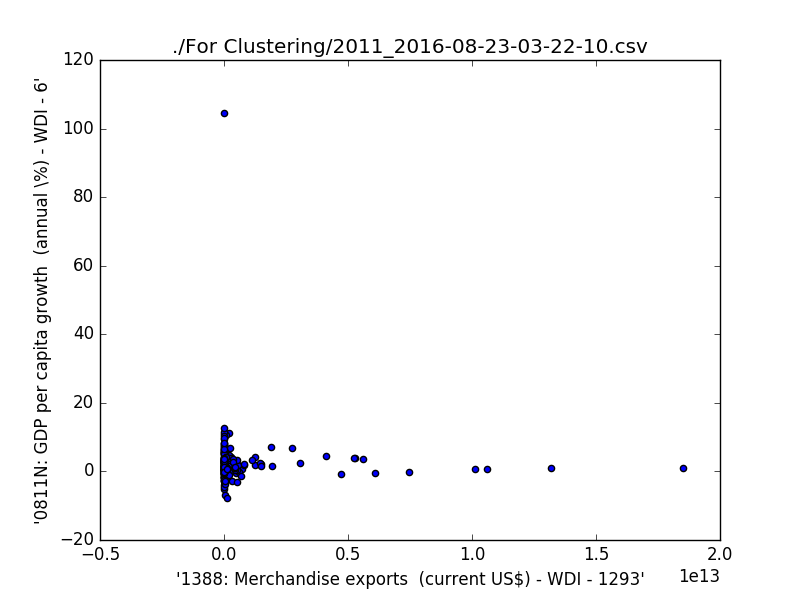 ./For Clustering/2011_2016-08-23-03-22-10.csv
120
100
80
60
40
20
0
−20
'0811N: GDP per capita growth  (annual \%) - WDI - 6'
−0.5 0.0 0.5 1.0 1.5 2.0
1e13
'1388: Merchandise exports  (current US$) - WDI - 1293'